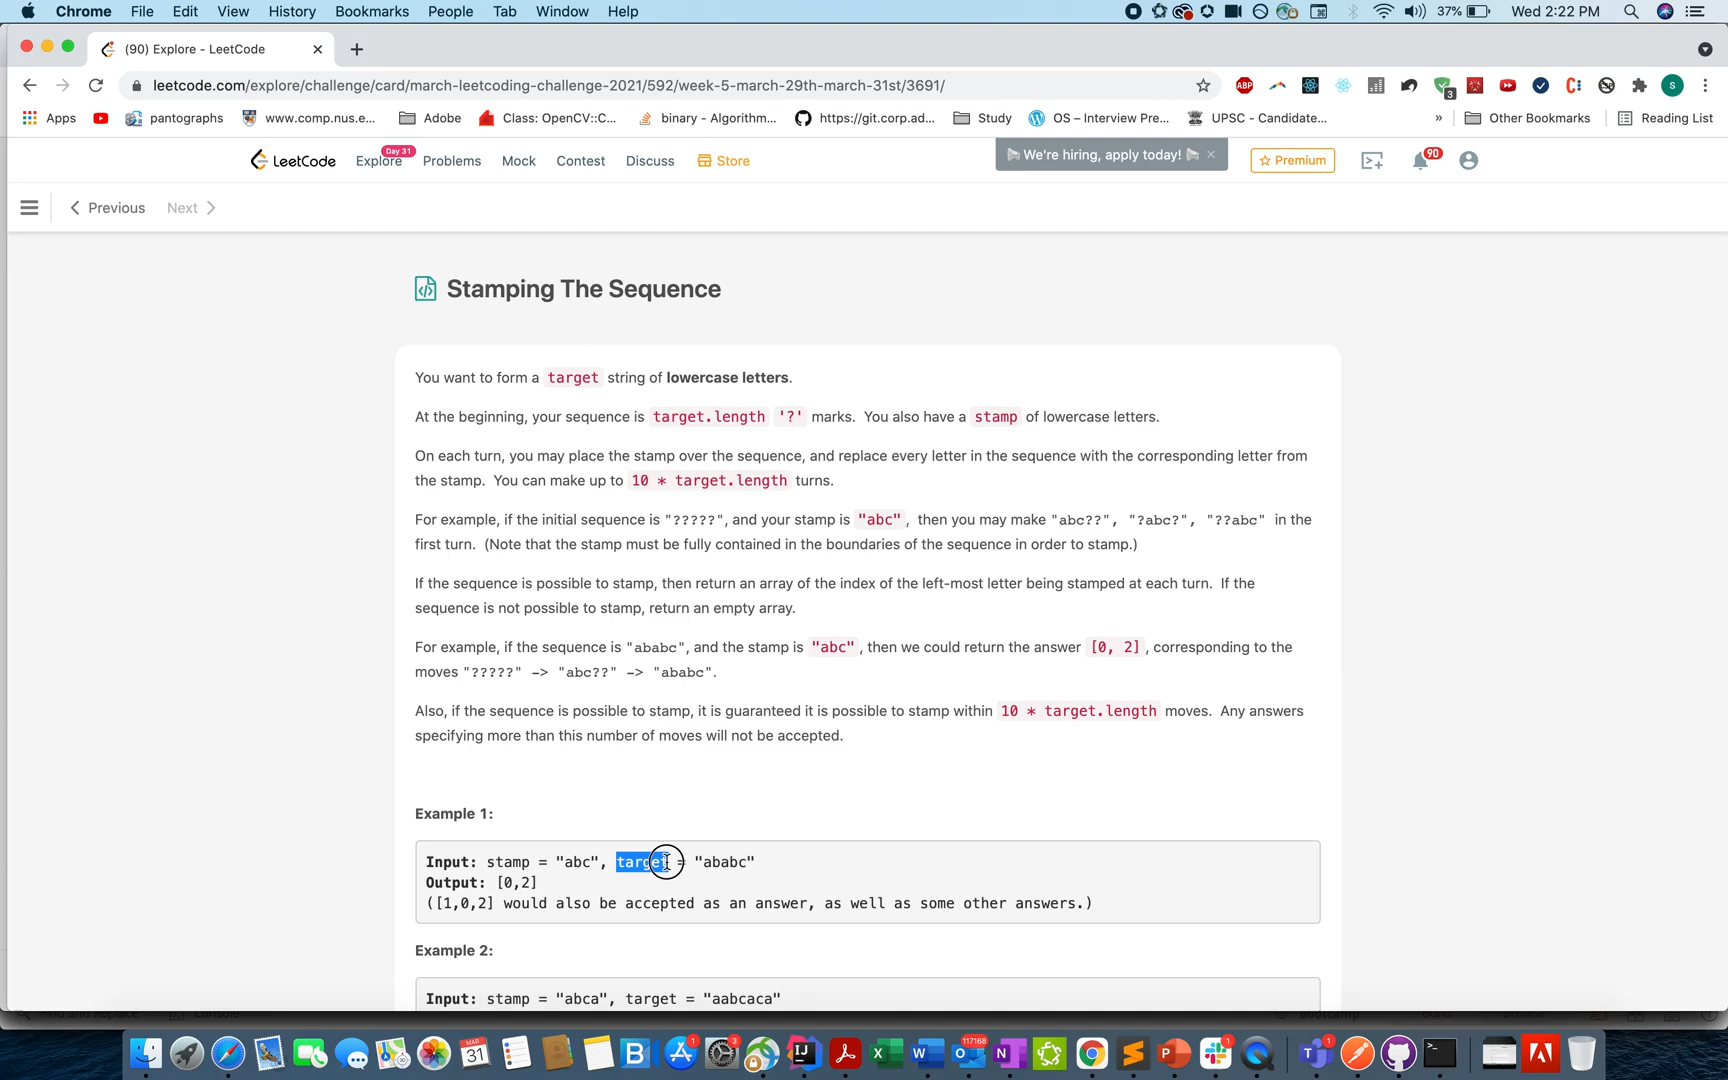 Chrome File Edit View History Bookmarks People Tab Window Help 37% Wed 2:22 PM
(90) Explore - LeetCode
leetcode.com/explore/challenge/card/march-leetcoding-challenge-2021/592/week-5-march-29th-march-31st/3691/
Apps pantographs www.comp.nus.e... Adobe Class: OpenCV::C... binary - Algorithm... https://git.corp.ad... Study OS – Interview Pre... UPSC - Candidate... » Other Bookmarks Reading List
LeetCode Explore Day 31 Problems Mock Contest Discuss Store We're hiring, apply today! Premium 90
Previous Next
Stamping The Sequence
You want to form a target string of lowercase letters.
At the beginning, your sequence is target.length '?' marks. You also have a stamp of lowercase letters.
On each turn, you may place the stamp over the sequence, and replace every letter in the sequence with the corresponding letter from
the stamp. You can make up to 10 * target.length turns.
For example, if the initial sequence is "?????", and your stamp is "abc", then you may make "abc??", "?abc?", "??abc" in the
first turn. (Note that the stamp must be fully contained in the boundaries of the sequence in order to stamp.)
If the sequence is possible to stamp, then return an array of the index of the left-most letter being stamped at each turn. If the
sequence is not possible to stamp, return an empty array.
For example, if the sequence is "ababc", and the stamp is "abc", then we could return the answer [0, 2], corresponding to the
moves "?????" -> "abc??" -> "ababc".
Also, if the sequence is possible to stamp, it is guaranteed it is possible to stamp within 10 * target.length moves. Any answers
specifying more than this number of moves will not be accepted.
Example 1:
Input: stamp = "abc", target = "ababc"
Output: [0,2]
([1,0,2] would also be accepted as an answer, as well as some other answers.)
Example 2:
Input: stamp = "abca", target = "aabcaca"